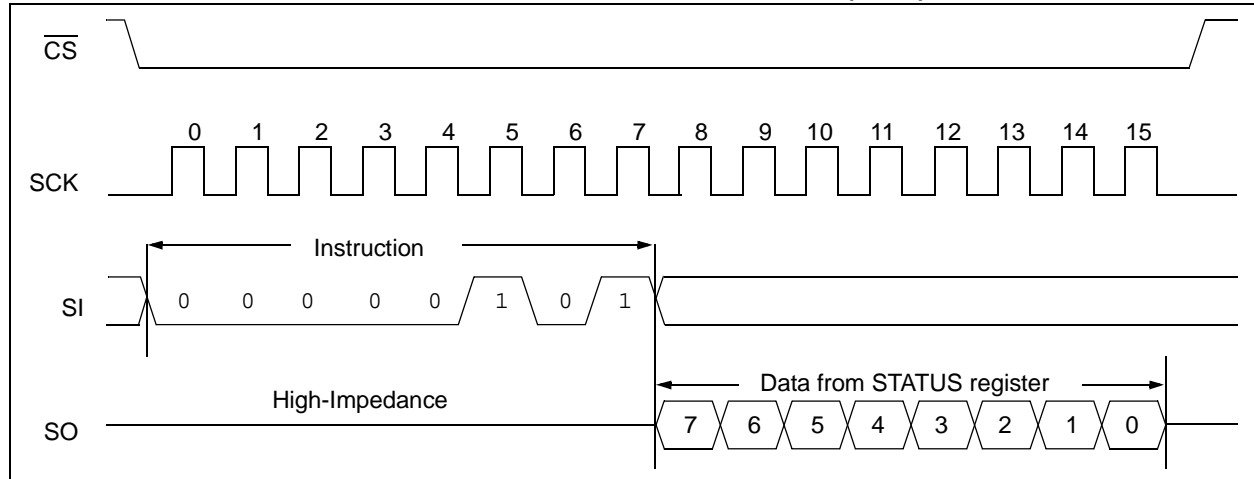 CS
0 1 2 3 4 5 6 7 8 9 10 11 12 13 14 15
SCK
Instruction
SI 0 0 0 0 0 1 0 1
Data from STATUS register
High-Impedance
SO 7 6 5 4 3 2 1 0